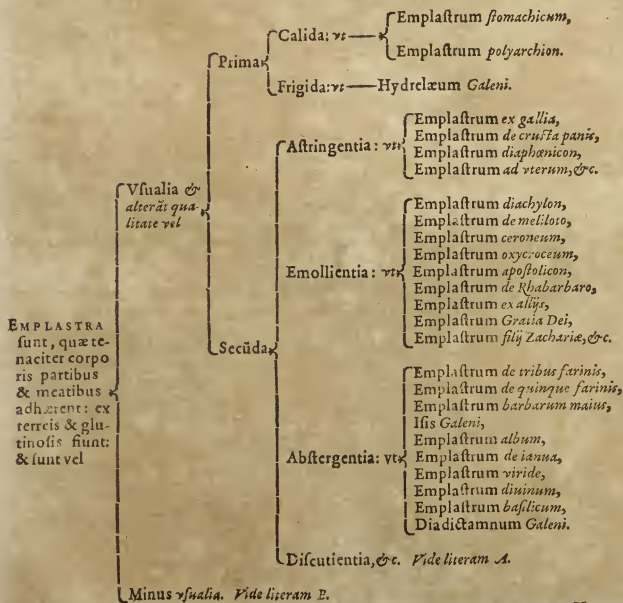 EMPLASTRA
ſunt, quæ te-
naciter corpo
ris partibus
& meatibus
adhærent: ex
terreis & glu-
tinoſis fiunt:
& ſunt vel
Vſualia &
alterãt qua-
litate vel
Prima
Calida: vt
Emplaſtrum ſtomachicum,
Emplaſtrum polyarchion.
Frigida: vt
Hydrelæum Galeni.
Secũda
Aſtringentia: vt
Emplaſtrum ex gallia,
Emplaſtrum de cruſta panis,
Emplaſtrum diaphœnicon,
Emplaſtrum ad vterum, &c.
Emollientia: vt
Emplaſtrum diachylon,
Emplaſtrum de meliloto,
Emplaſtrum ceroneum,
Emplaſtrum oxycroceum,
Emplaſtrum apoſtolicon,
Emplaſtrum de Rhabarbaro,
Emplaſtrum ex allijs,
Emplaſtrum Gratia Dei,
Emplaſtrum filij Zachariæ, &c.
Abſtergentia: vt
Emplaſtrum de tribus farinis,
Emplaſtrum de quinque farinis,
Emplaſtrum barbarum maius,
Iſis Galeni,
Emplaſtrum album,
Emplaſtrum de ianua,
Emplaſtrum viride,
Emplaſtrum diuinum,
Emplaſtrum baſilicum,
Diadictamnum Galeni.
Diſcutientia, &c. Vide literam A.
Minus vſualia. Vide literam B.